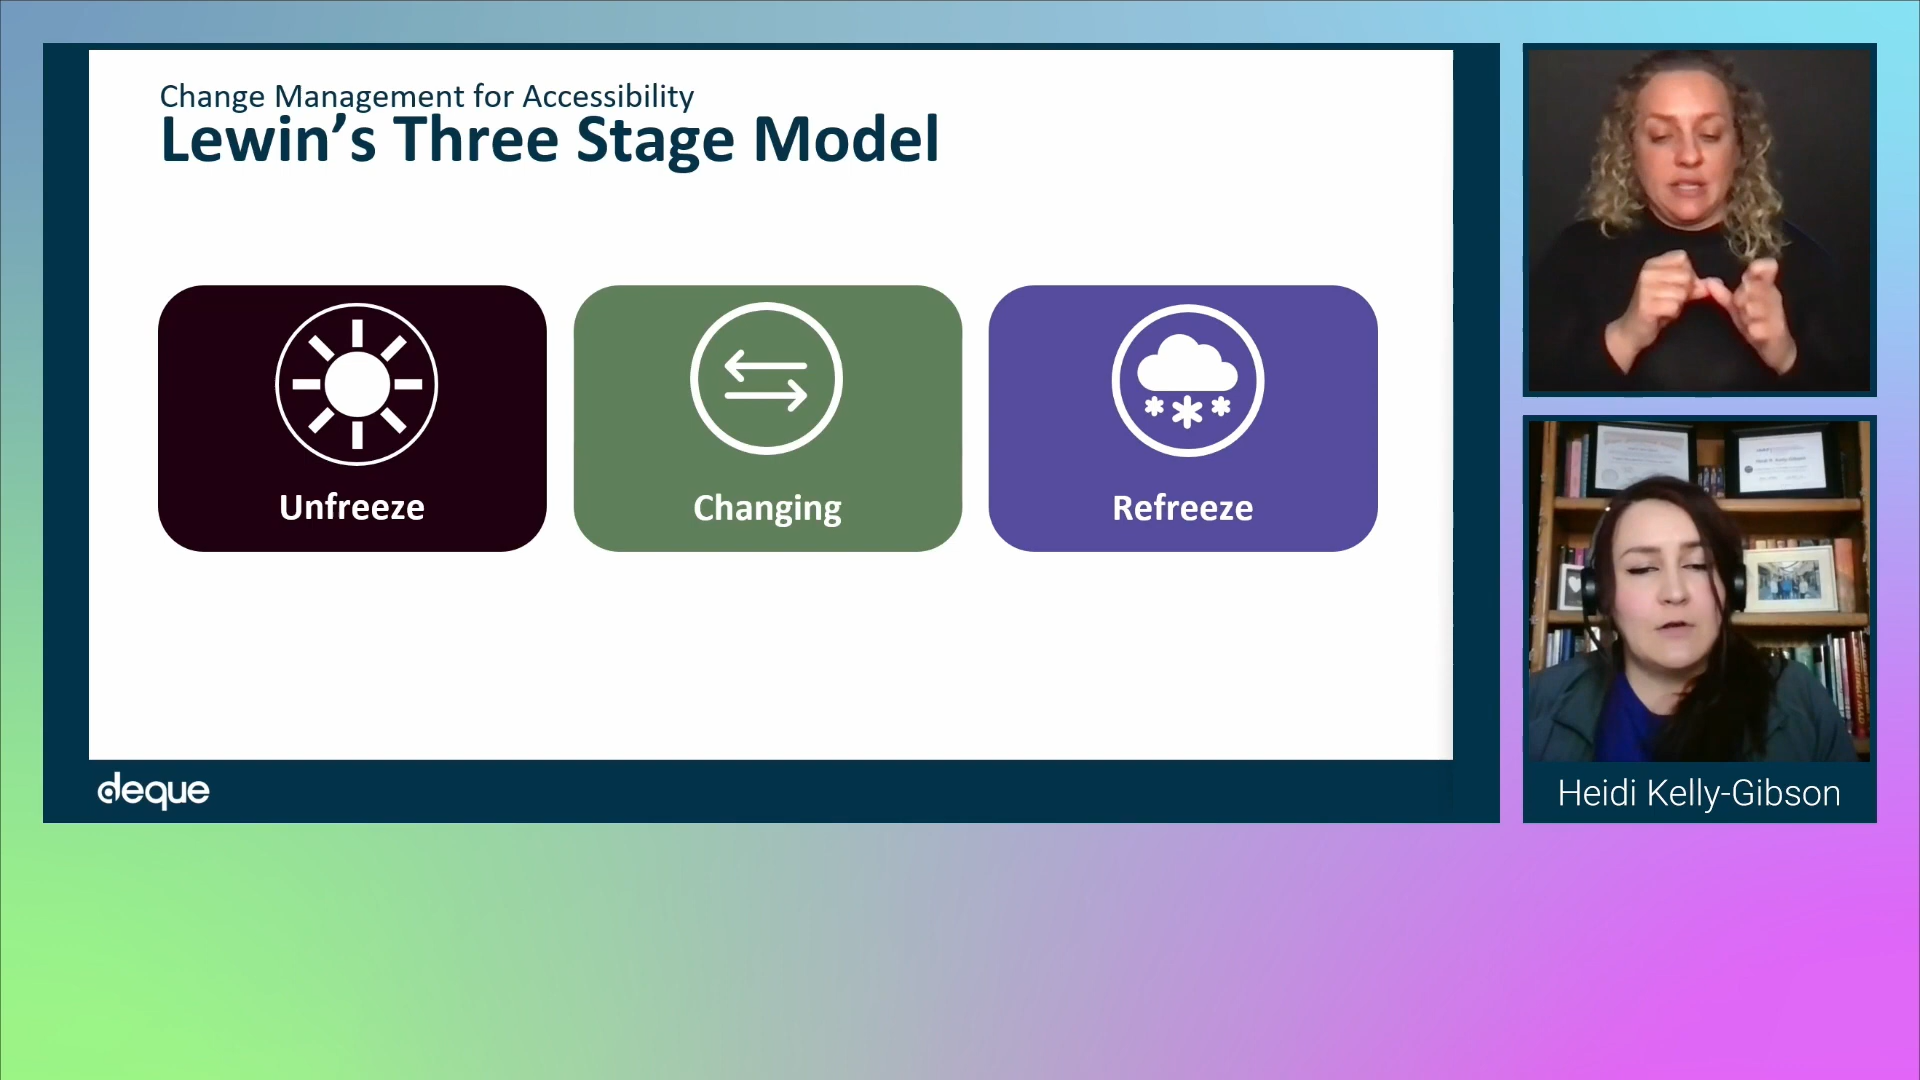 Change Management for Accessibility
Lewin’s Three Stage Model
Unfreeze
Changing
Refreeze
deque
Heidi Kelly-Gibson